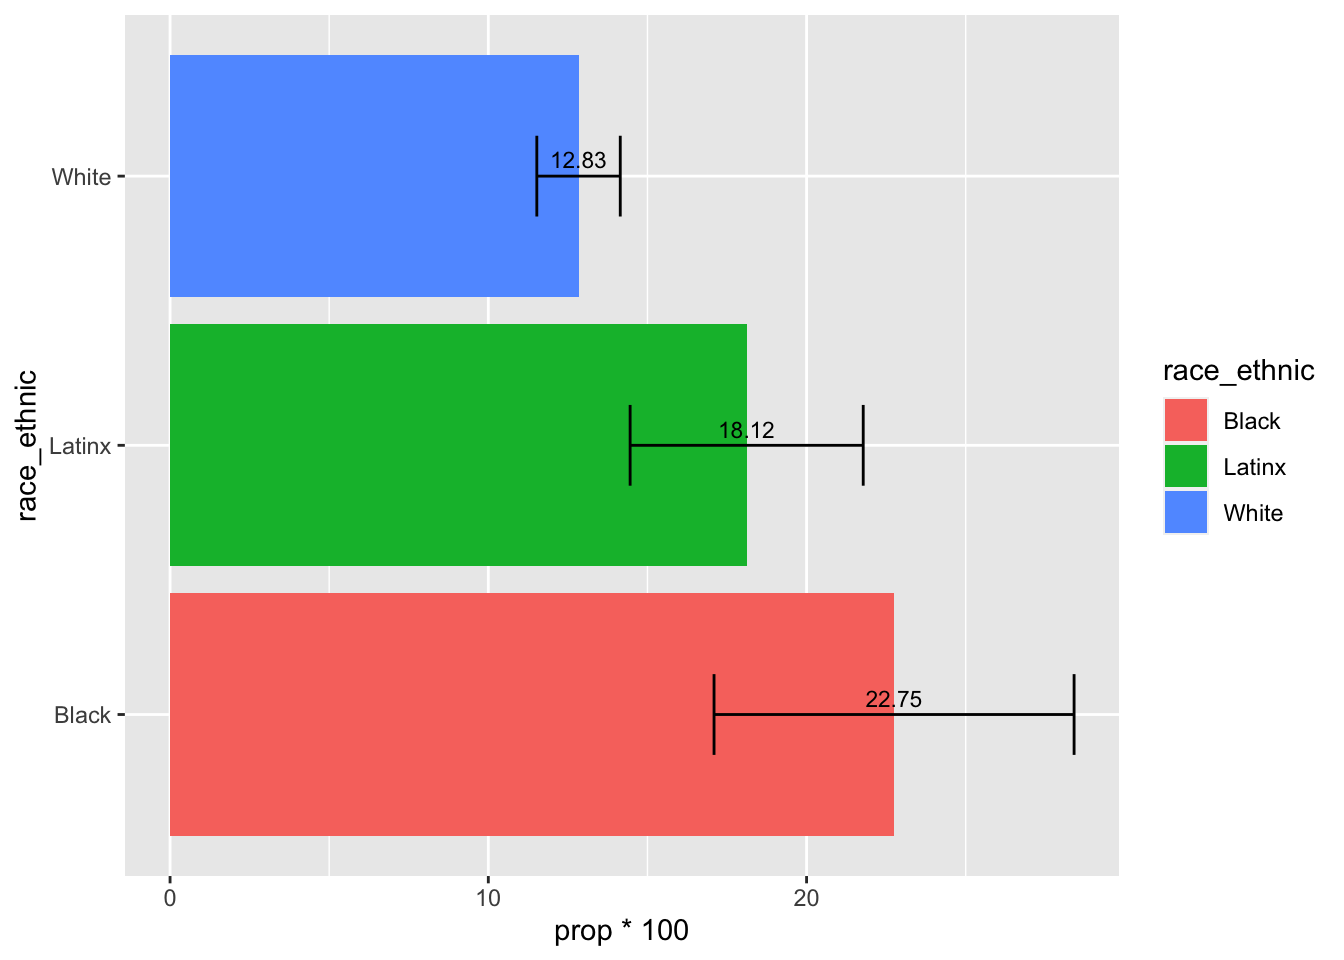 White
12.83
Latinx
18.12
Black
22.75
race_ethnic
0
10
20
prop * 100
race_ethnic
Black
Latinx
White